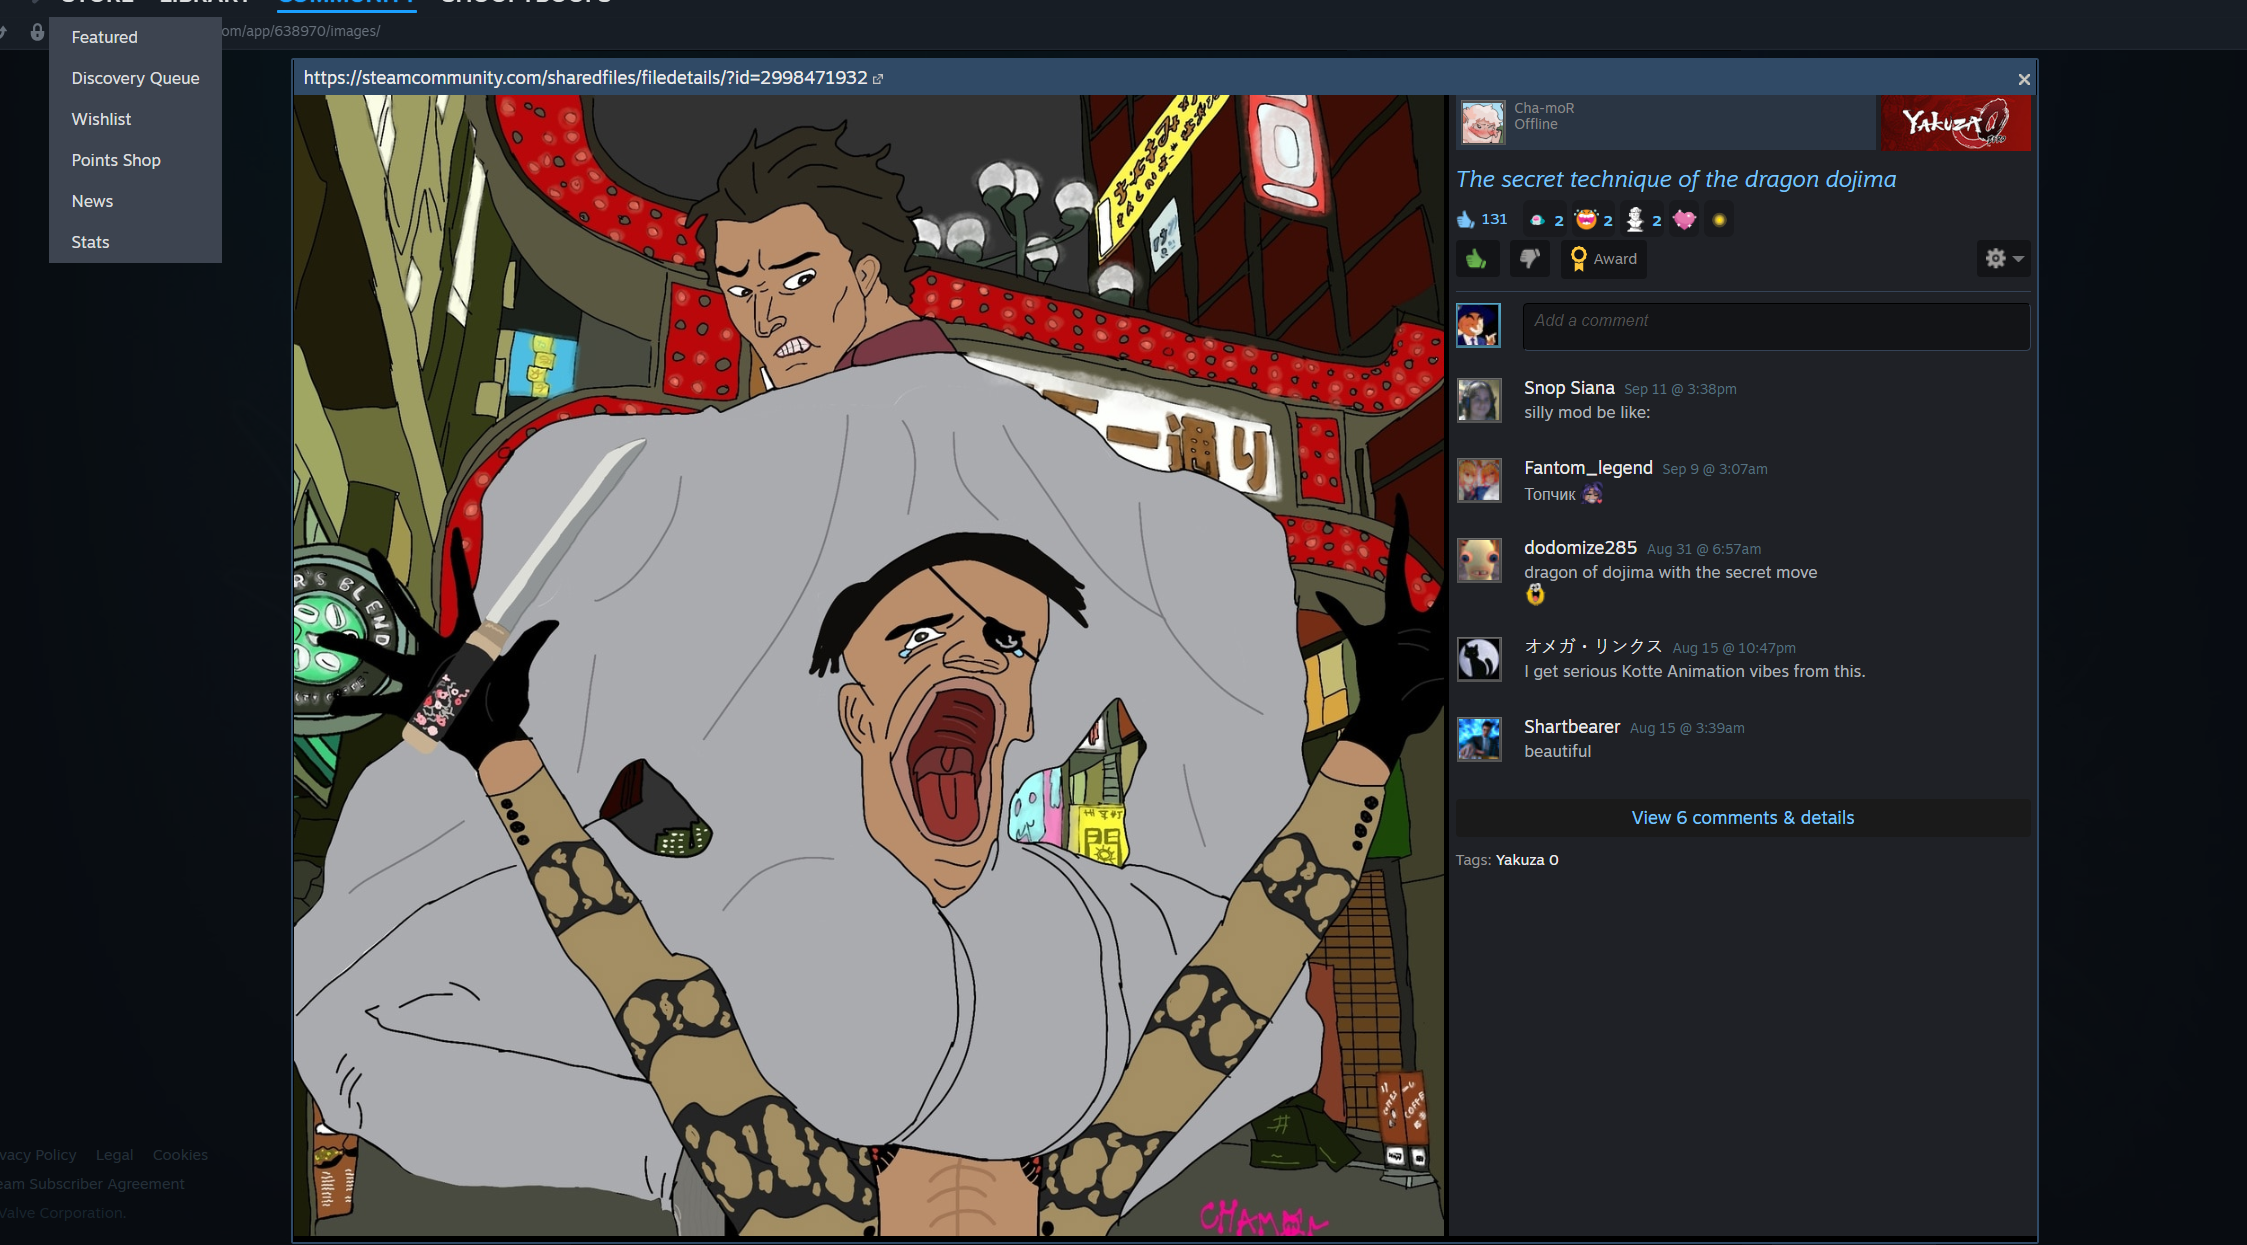 STORE LIBRARY COMMUNITY
om/app/638970/images/
Featured
Discovery Queue
Wishlist
Points Shop
News
Stats
https://steamcommunity.com/sharedfiles/filedetails/?id=2998471932
Cha-moR
Offline
YAKUZA 0
The secret technique of the dragon dojima
131 2 2 2
Award
Add a comment
Snop Siana Sep 11 @ 3:38pm
silly mod be like:
Fantom_legend Sep 9 @ 3:07am
Топчик
dodomize285 Aug 31 @ 6:57am
dragon of dojima with the secret move
オメガ・リンクス Aug 15 @ 10:47pm
I get serious Kotte Animation vibes from this.
Shartbearer Aug 15 @ 3:39am
beautiful
View 6 comments & details
Tags: Yakuza 0
一通り
R'S BLEND
vacy Policy Legal Cookies
eam Subscriber Agreement
Valve Corporation.